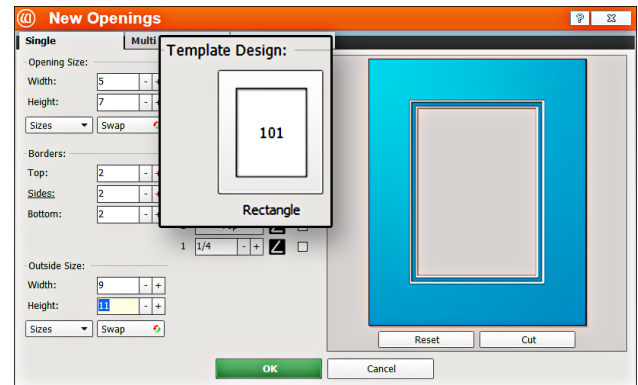 New Openings
? X
Single Multi
Template Design:
101
Rectangle
Opening Size:
Width: 5 - +
Height: 7 - +
Sizes Swap
Borders:
Top: 2 - +
Sides: 2 - +
Bottom: 2 - +
1 1/4 - +
Outside Size:
Width: 9 - +
Height: 11 - +
Sizes Swap
Reset Cut
OK Cancel